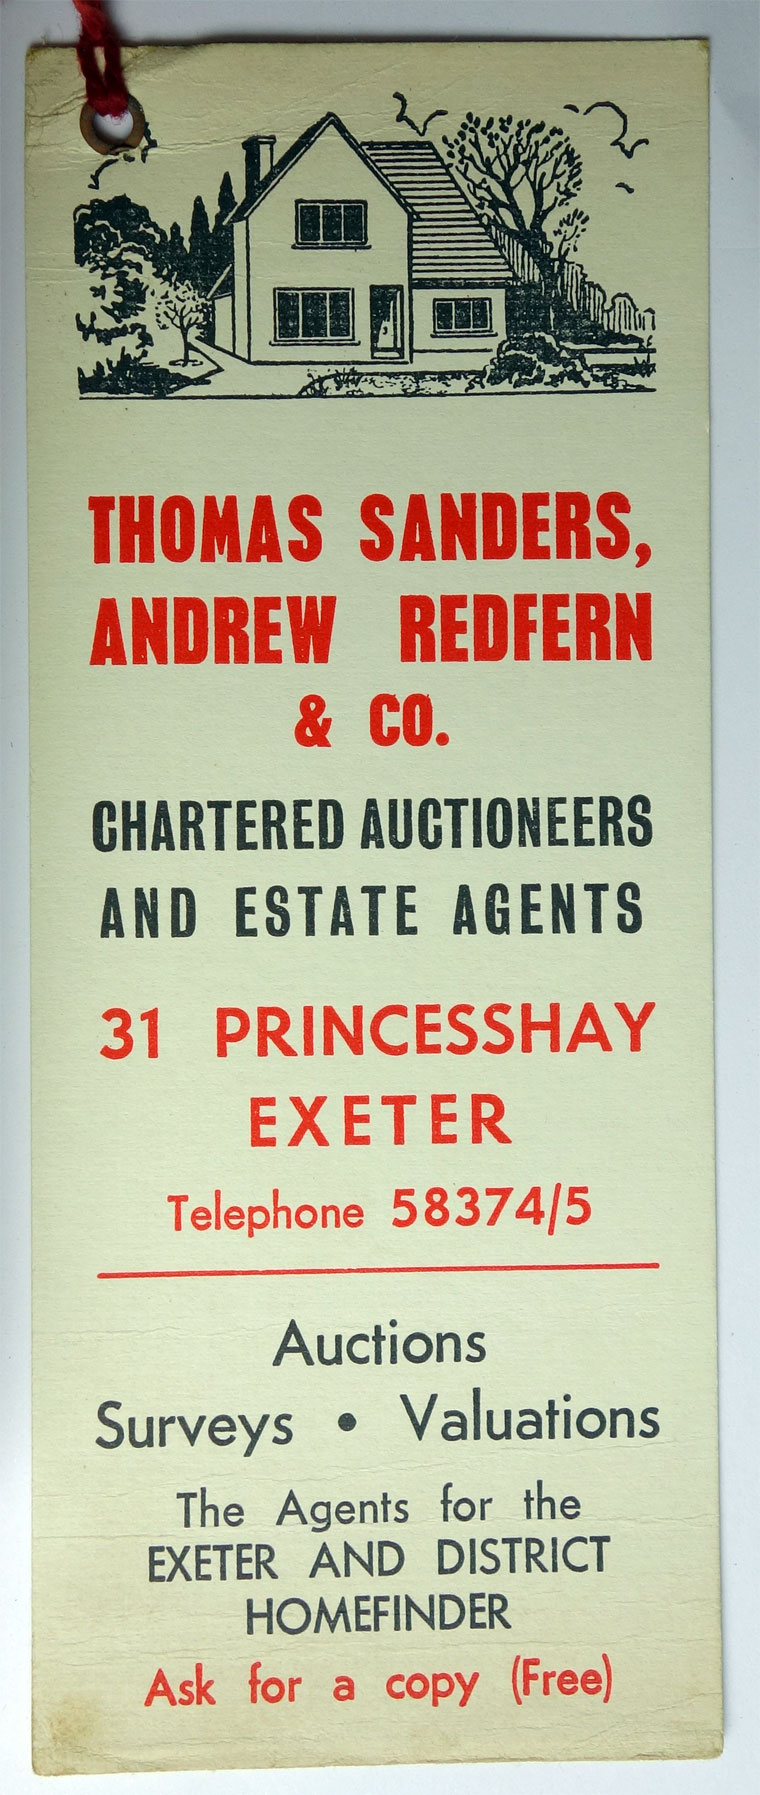 THOMAS SANDERS,
ANDREW REDFERN
& CO.
CHARTERED AUCTIONEERS
AND ESTATE AGENTS
31 PRINCESSHAY
EXETER
Telephone 58374/5
Auctions
Surveys • Valuations
The Agents for the
EXETER AND DISTRICT
HOMEFINDER
Ask for a copy (Free)